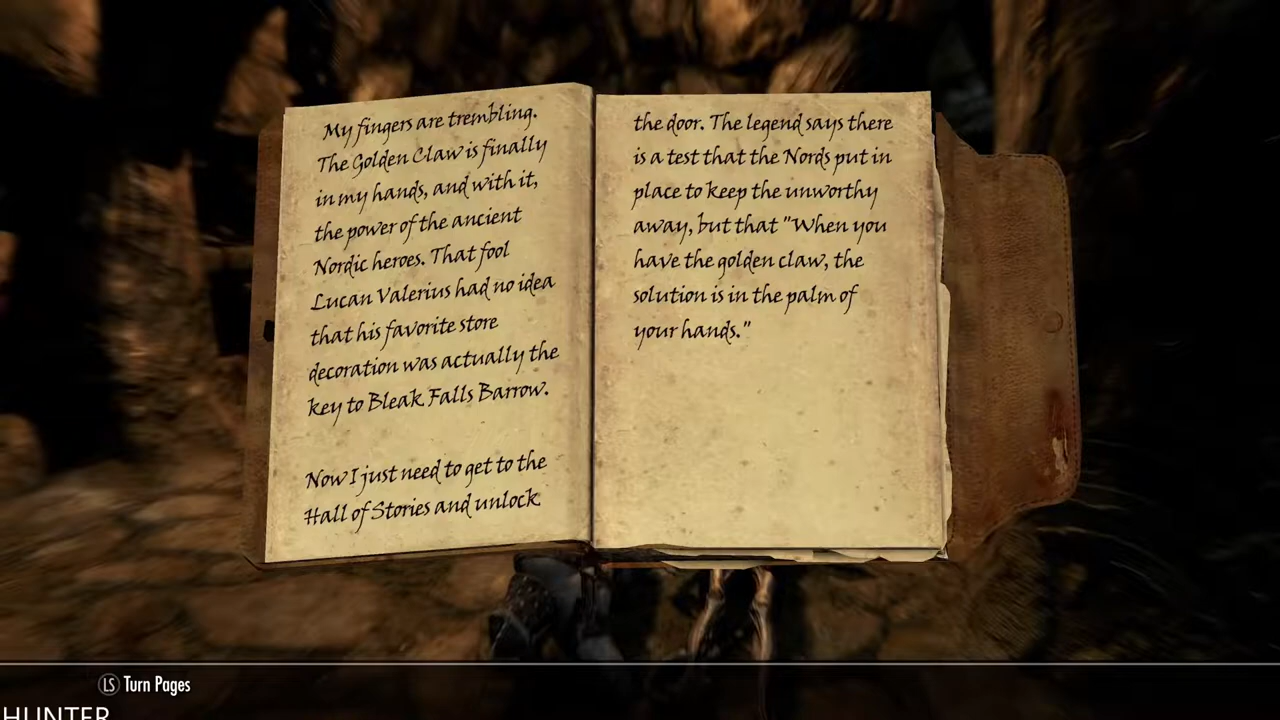 My fingers are trembling.
The Golden Claw is finally
in my hands, and with it,
the power of the ancient
Nordic heroes. That fool
Lucan Valerius had no idea
that his favorite store
decoration was actually the
key to Bleak Falls Barrow.
Now I just need to get to the
Hall of Stories and unlock
the door. The legend says there
is a test that the Nords put in
place to keep the unworthy
away, but that "When you
have the golden claw, the
solution is in the palm of
your hands."
LS Turn Pages
HUNTER